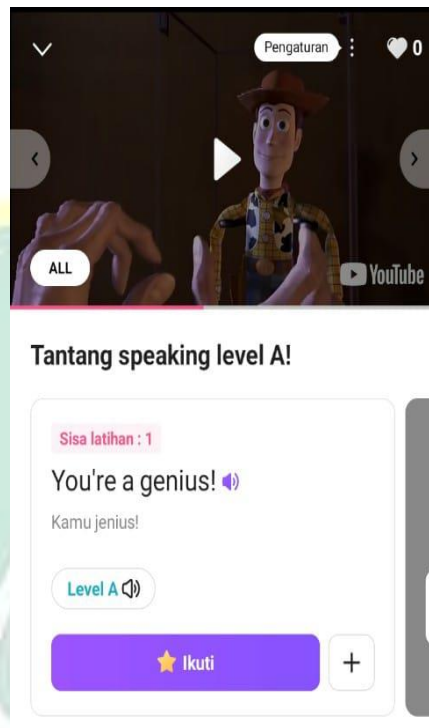 Pengaturan
0
ALL
YouTube
Tantang speaking level A!
Sisa latihan : 1
You're a genius!
Kamu jenius!
Level A
Ikuti